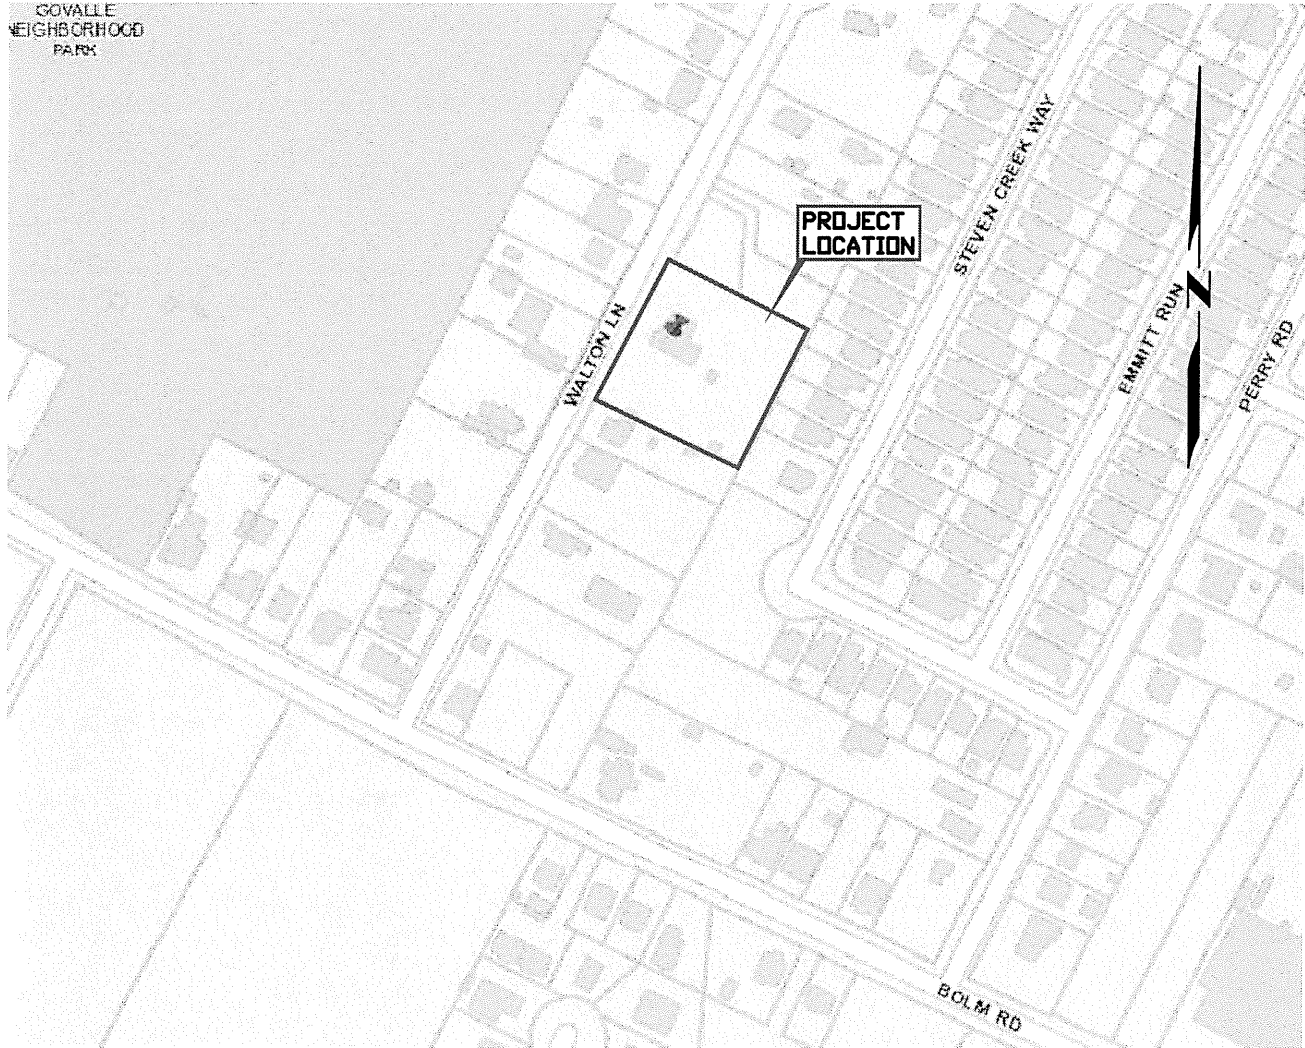 GOVALLE
NEIGHBORHOOD
PARK
PROJECT
LOCATION
STEVEN CREEK WAY
WALTON LN
EMMITT RUN
N
PERRY RD
BOLM RD